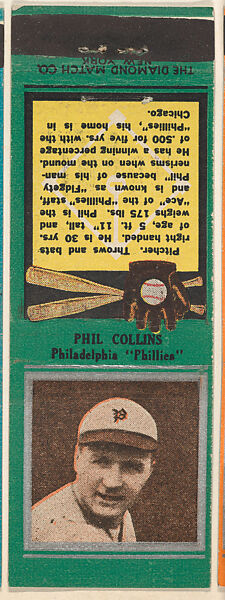 THE DIAMOND MATCH CO.
NEW YORK
Pitcher. Throws and bats
right handed. He is 30 yrs.
of age, 5 ft. 11" tall, and
weighs 175 lbs. Phil is the
"Ace" of the "Phillies" staff,
and is known as "Fidgety
Phil" because of his man-
nerisms when on the mound.
He has a winning percentage
of .500 for five yrs. with the
"Phillies", his home is in
Chicago.
PHIL COLLINS
Philadelphia "Phillies"
P